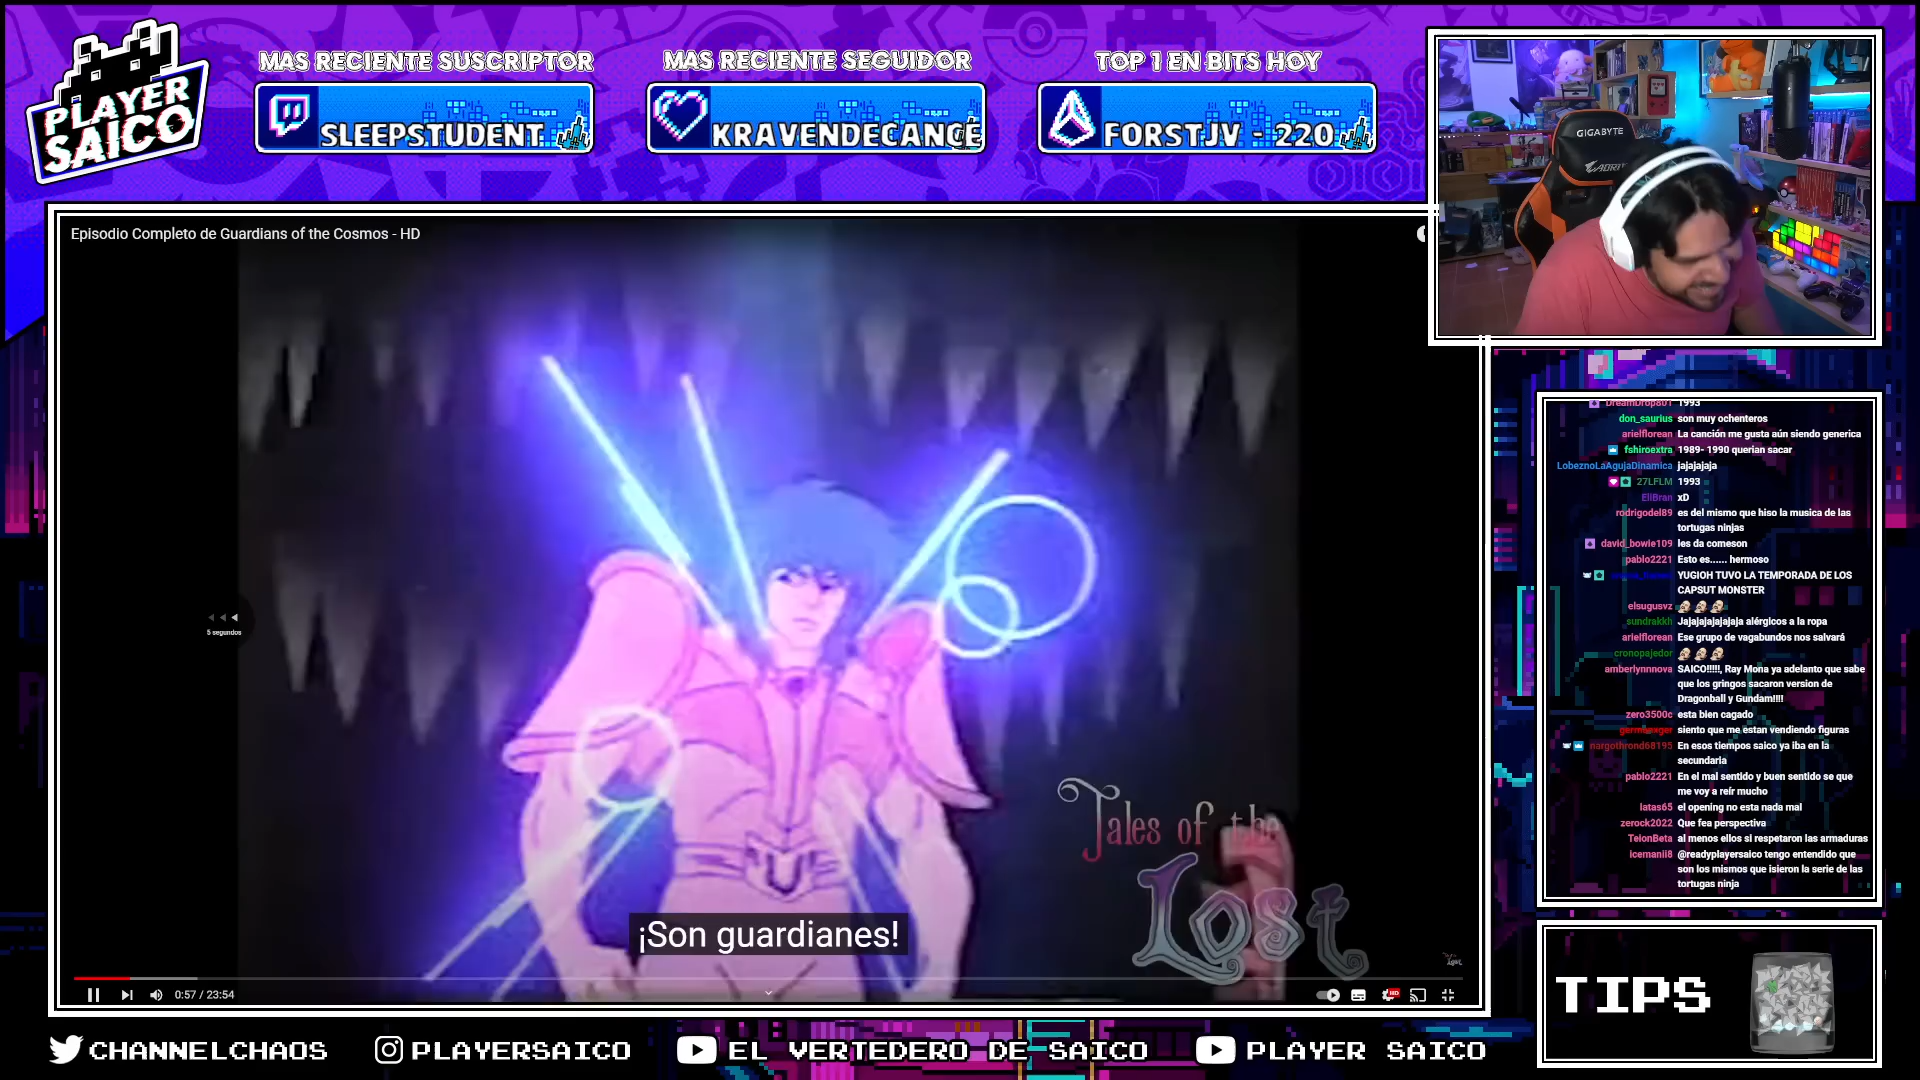 PLAYER
SAICO
MAS RECIENTE SUSCRIPTOR
SLEEPSTUDENT
MAS RECIENTE SEGUIDOR
KRAVENDECANCE
TOP 1 EN BITS HOY
FORSTJV - 220
GIGABYTE
Episodio Completo de Guardians of the Cosmos - HD
5 segundos
Tales of the
Lost
¡Son guardianes!
0:57 / 23:54
HD
DreamDrop801 1993
don_saurius son muy ochenteros
arielflorean La canción me gusta aún siendo generica
fshiroextra 1989- 1990 querian sacar
LobeznoLaAgujaDinamica jajajajaja
27LFLM 1993
EliBran xD
rodrigodel89 es del mismo que hiso la musica de las
tortugas ninjas
david_bowie109 les da comeson
pablo2221 Esto es...... hermoso
YUGIOH TUVO LA TEMPORADA DE LOS
CAPSUT MONSTER
elsugusvz
sundrakkh Jajajajajajaja alérgicos a la ropa
arielflorean Ese grupo de vagabundos nos salvará
cronopajedor
amberlynnnova SAICO!!!!!, Ray Mona ya adelanto que sabe
que los gringos sacaron version de
Dragonball y Gundam!!!!
zero3500c esta bien cagado
siento que me estan vendiendo figuras
nargothrond68195 En esos tiempos saico ya iba en la
secundaria
pablo2221 En el mal sentido y buen sentido se que
me voy a reír mucho
latas65 el opening no esta nada mal
zerock2022 Que fea perspectiva
TeionBeta al menos ellos si respetaron las armaduras
icemanii8 @readyplayersaico tengo entendido que
son los mismos que isieron la serie de las
tortugas ninja
TIPS
CHANNELCHAOS
PLAYERSAICO
EL VERTEDERO DE SAICO
PLAYER SAICO